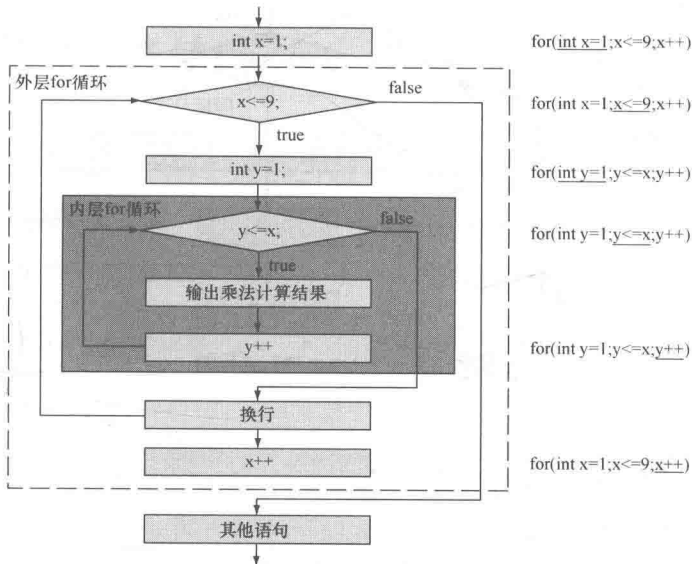 int x=1;
for(int x=1;x<=9;x++)
外层for循环
false
x<=9;
for(int x=1;x<=9;x++)
true
int y=1;
for(int y=1;y<=x;y++)
内层for循环
false
y<=x;
for(int y=1;y<=x;y++)
true
输出乘法计算结果
y++
for(int y=1;y<=x;y++)
换行
x++
for(int x=1;x<=9;x++)
其他语句